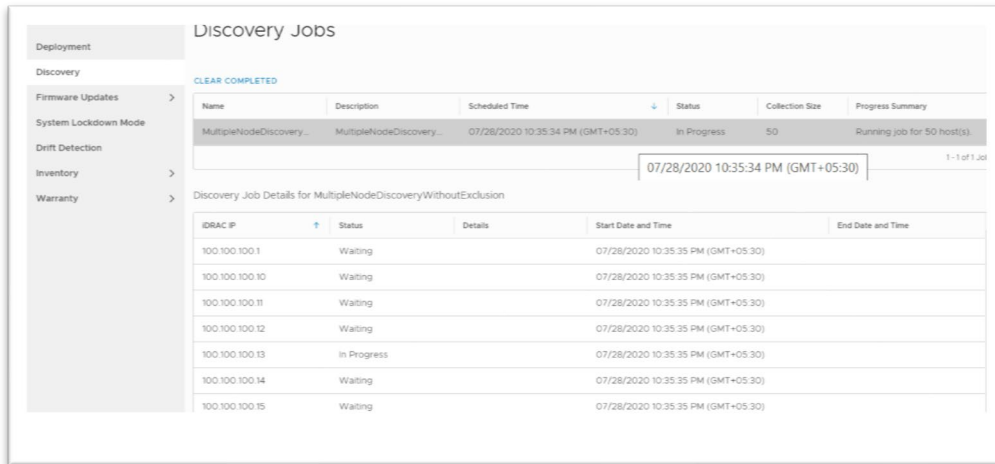 Discovery Jobs
Deployment
Discovery
CLEAR COMPLETED
Firmware Updates
Name Description Scheduled Time Status Collection Size Progress Summary
System Lockdown Mode
MultipleNodeDiscovery... MultipleNodeDiscovery... 07/28/2020 10:35:34 PM (GMT+05:30) In Progress 50 Running job for 50 host(s).
Drift Detection
1 - 1 of 1 Jo
07/28/2020 10:35:34 PM (GMT+05:30)
Inventory
Warranty
Discovery Job Details for MultipleNodeDiscoveryWithoutExclusion
iDRAC IP Status Details Start Date and Time End Date and Time
100.100.100.1 Waiting 07/28/2020 10:35:35 PM (GMT+05:30)
100.100.100.10 Waiting 07/28/2020 10:35:35 PM (GMT+05:30)
100.100.100.11 Waiting 07/28/2020 10:35:35 PM (GMT+05:30)
100.100.100.12 Waiting 07/28/2020 10:35:35 PM (GMT+05:30)
100.100.100.13 In Progress 07/28/2020 10:35:35 PM (GMT+05:30)
100.100.100.14 Waiting 07/28/2020 10:35:35 PM (GMT+05:30)
100.100.100.15 Waiting 07/28/2020 10:35:35 PM (GMT+05:30)